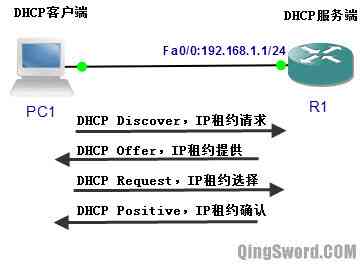 DHCP客户端
DHCP服务端
Fa0/0:192.168.1.1/24
PC1
R1
DHCP Discover，IP租约请求
DHCP Offer，IP租约提供
DHCP Request，IP租约选择
DHCP Positive，IP租约确认
QingSword.COM